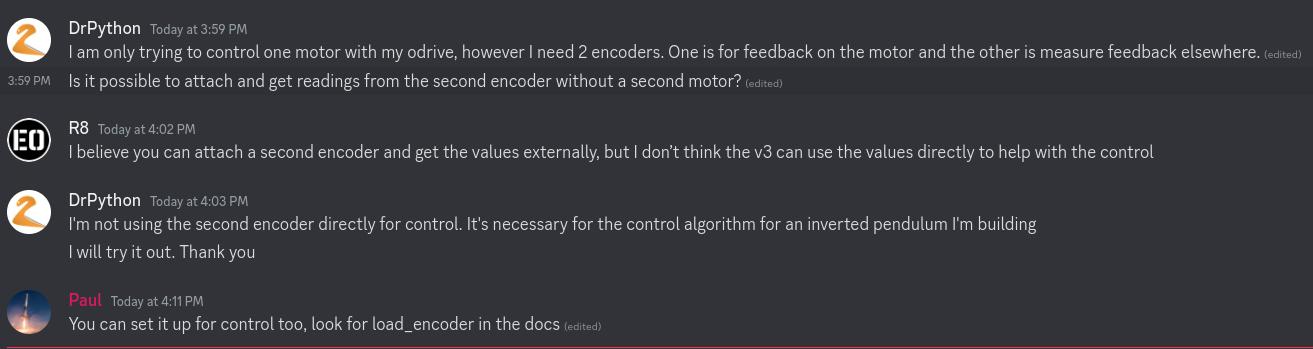 DrPython Today at 3:59 PM
I am only trying to control one motor with my odrive, however I need 2 encoders. One is for feedback on the motor and the other is measure feedback elsewhere. (edited)
3:59 PM Is it possible to attach and get readings from the second encoder without a second motor? (edited)
EO
R8 Today at 4:02 PM
I believe you can attach a second encoder and get the values externally, but I don't think the v3 can use the values directly to help with the control
DrPython Today at 4:03 PM
I'm not using the second encoder directly for control. It's necessary for the control algorithm for an inverted pendulum I'm building
I will try it out. Thank you
Paul Today at 4:11 PM
You can set it up for control too, look for load_encoder in the docs (edited)